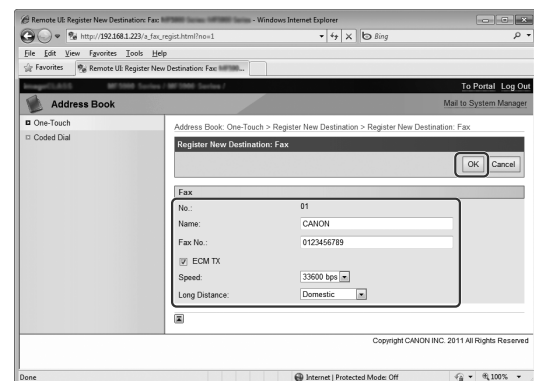 Remote UI: Register New Destination: Fax: - Windows Internet Explorer
http://192.168.1.223/a_fax_regist.html?no=1
Bing
File Edit View Favorites Tools Help
Favorites
Remote UI: Register New Destination: Fax:
To Portal Log Out
Address Book
Mail to System Manager
One-Touch
Coded Dial
Address Book: One-Touch > Register New Destination > Register New Destination: Fax
Register New Destination: Fax
OK Cancel
Fax
No.: 01
Name: CANON
Fax No.: 0123456789
ECM TX
Speed: 33600 bps
Long Distance: Domestic
Copyright CANON INC. 2011 All Rights Reserved
Done
Internet | Protected Mode: Off
100%